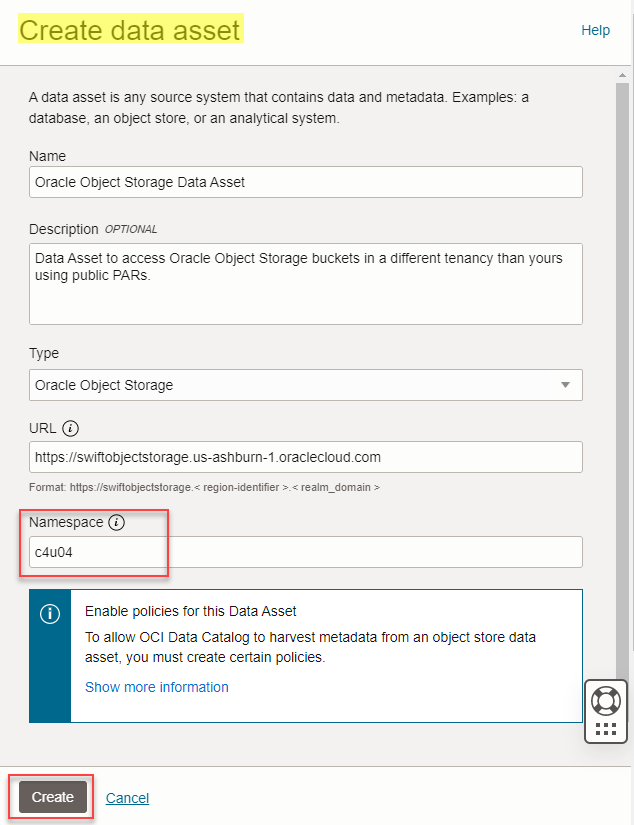 Create data asset
Help
A data asset is any source system that contains data and metadata. Examples: a
database, an object store, or an analytical system.
Name
Oracle Object Storage Data Asset
Description OPTIONAL
Data Asset to access Oracle Object Storage buckets in a different tenancy than yours
using public PARs.
Type
Oracle Object Storage
URL
https://swiftobjectstorage.us-ashburn-1.oraclecloud.com
Format: https://swiftobjectstorage.< region-identifier >.< realm_domain >
Namespace
c4u04
Enable policies for this Data Asset
To allow OCI Data Catalog to harvest metadata from an object store data
asset, you must create certain policies.
Show more information
Create
Cancel